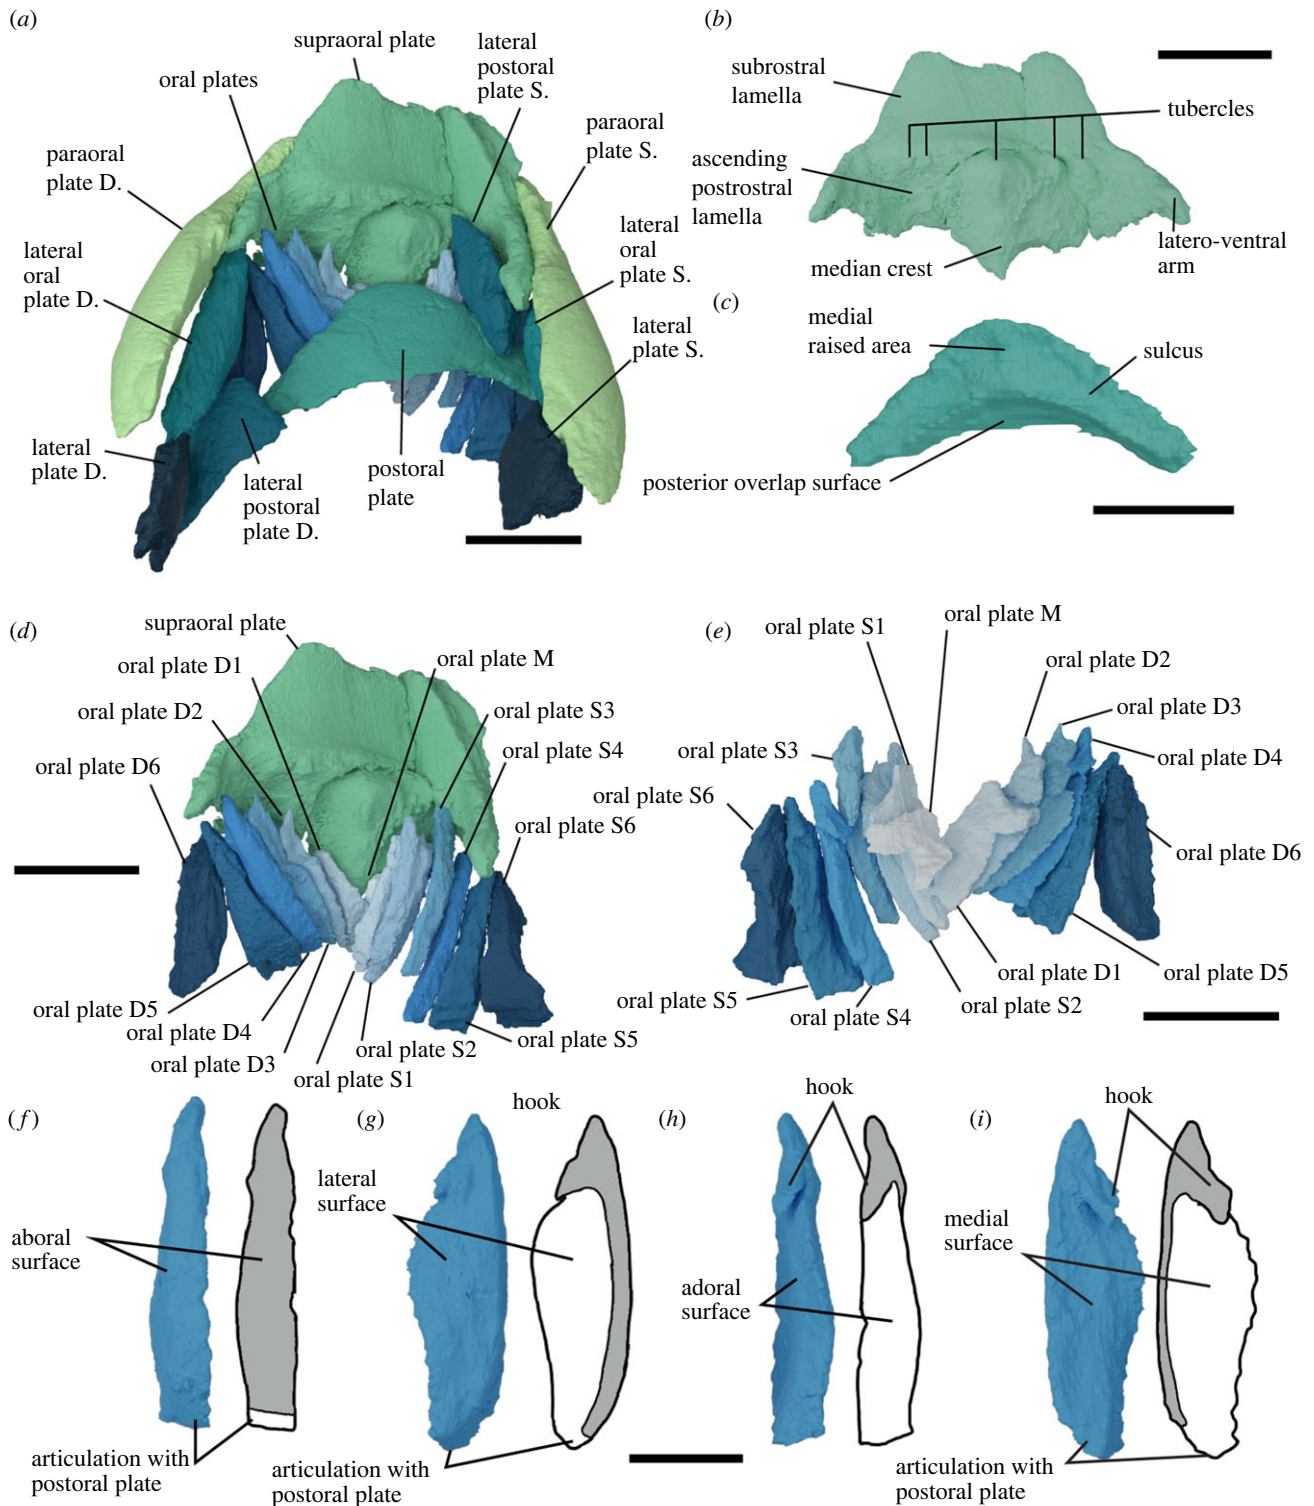 (a)
supraoral plate
lateral
postoral
plate S.
oral plates
paraoral
plate S.
paraoral
plate D.
lateral
oral
plate S.
lateral
oral
plate D.
lateral
plate S.
lateral
plate D.
lateral
postoral
plate D.
postoral
plate
(b)
subrostral
lamella
tubercles
ascending
postrostral
lamella
latero-ventral
arm
median crest
(c)
medial
raised area
sulcus
posterior overlap surface
(d)
supraoral plate
oral plate D1
oral plate M
oral plate D2
oral plate S3
oral plate S4
oral plate D6
oral plate S6
oral plate D5
oral plate D4
oral plate D3
oral plate S1
oral plate S2
oral plate S5
(e)
oral plate S1
oral plate M
oral plate D2
oral plate D3
oral plate S3
oral plate D4
oral plate S6
oral plate D6
oral plate D1
oral plate D5
oral plate S5
oral plate S4
oral plate S2
(f)
aboral
surface
articulation with
postoral plate
(g)
hook
lateral
surface
articulation with
postoral plate
(h)
hook
adoral
surface
(i)
hook
medial
surface
articulation with
postoral plate